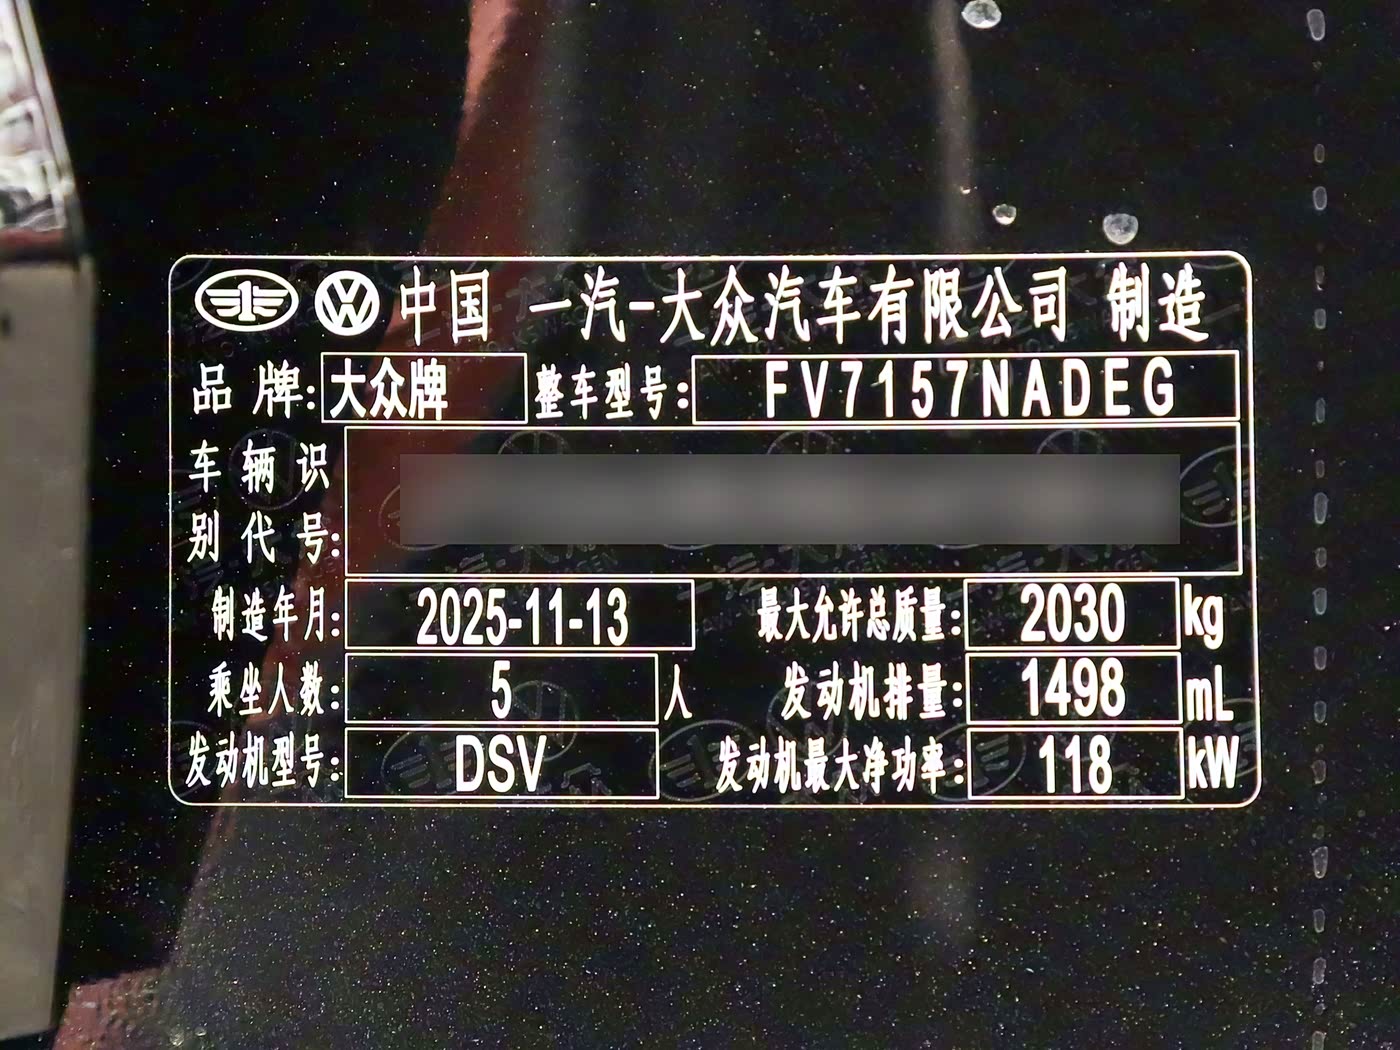 中国 一汽-大众汽车有限公司 制造
品牌: 大众牌 整车型号: FV7157NADEG
车辆识
别代号:
制造年月: 2025-11-13 最大允许总质量: 2030 kg
乘坐人数: 5 人 发动机排量: 1498 mL
发动机型号: DSV 发动机最大净功率: 118 kW